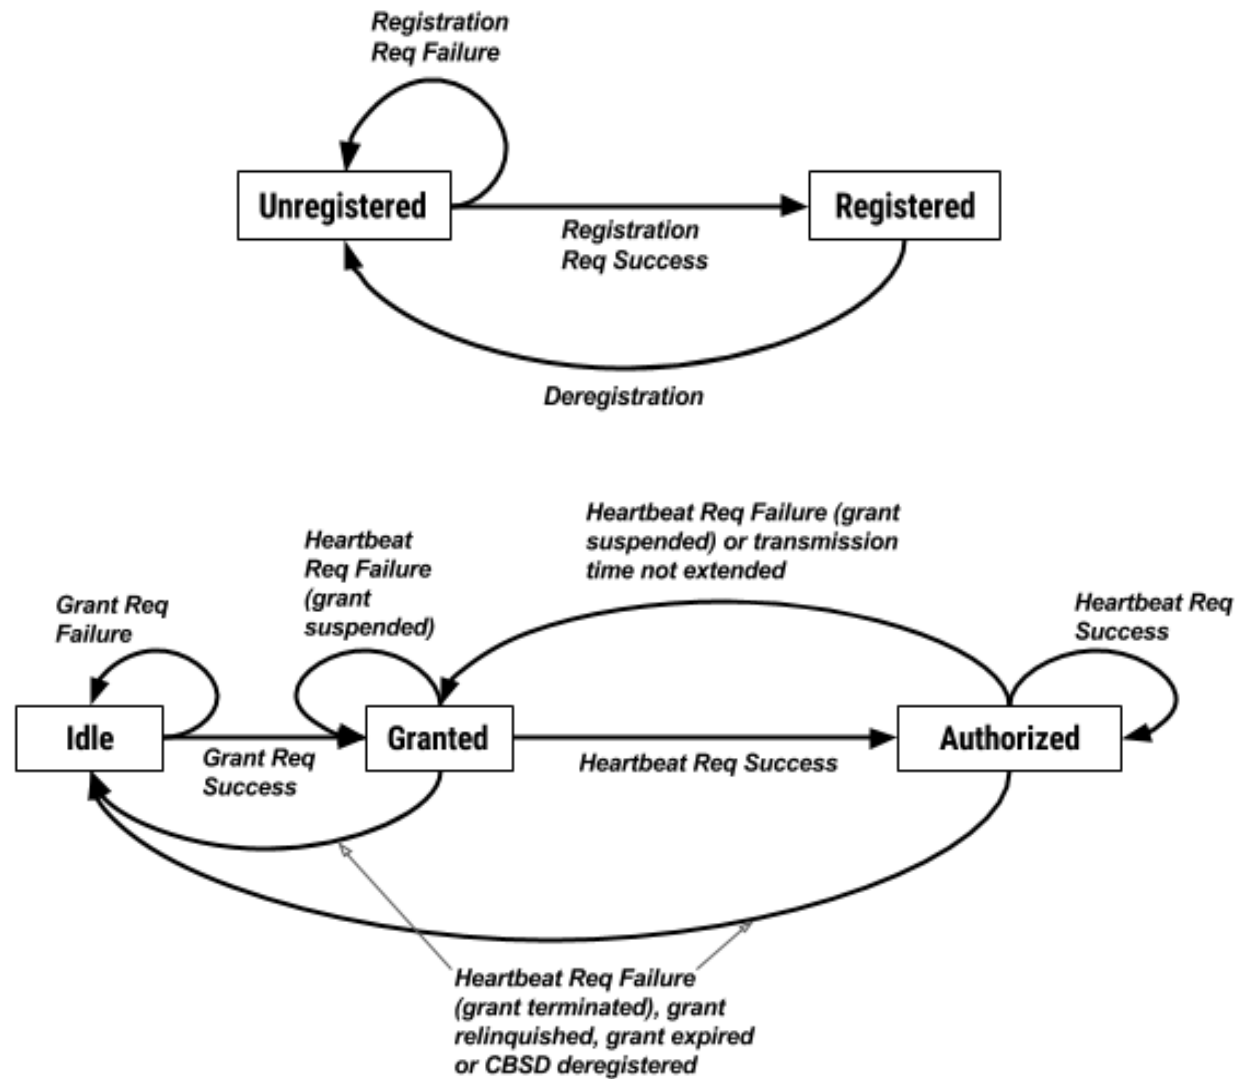 Registration
Req Failure
Unregistered
Registered
Registration
Req Success
Deregistration
Heartbeat Req Failure (grant
suspended) or transmission
time not extended
Heartbeat
Req Failure
(grant
suspended)
Grant Req
Failure
Heartbeat Req
Success
Idle
Granted
Authorized
Grant Req
Success
Heartbeat Req Success
Heartbeat Req Failure
(grant terminated), grant
relinquished, grant expired
or CBSD deregistered